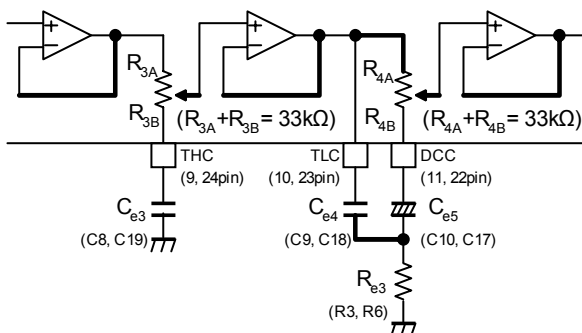 +
-
+
-
+
-
R3A
R4A
R3B
(R3A+R3B= 33kΩ)
R4B
(R4A+R4B= 33kΩ)
THC
TLC
DCC
(9, 24pin)
(10, 23pin)
(11, 22pin)
Ce3
Ce4
Ce5
(C8, C19)
(C9, C18)
(C10, C17)
Re3
(R3, R6)